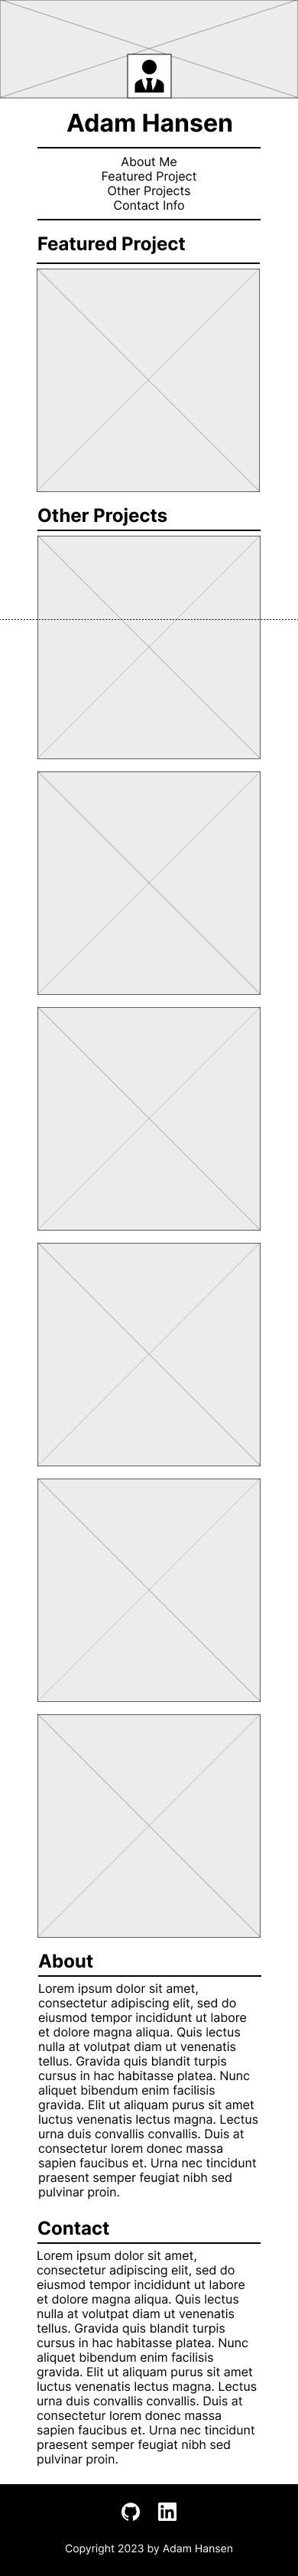 Adam Hansen
About Me
Featured Project
Other Projects
Contact Info
Featured Project
Other Projects
About
Lorem ipsum dolor sit amet,
consectetur adipiscing elit, sed do
eiusmod tempor incididunt ut labore
et dolore magna aliqua. Quis lectus
nulla at volutpat diam ut venenatis
tellus. Gravida quis blandit turpis
cursus in hac habitasse platea. Nunc
aliquet bibendum enim facilisis
gravida. Elit ut aliquam purus sit amet
luctus venenatis lectus magna. Lectus
urna duis convallis convallis. Duis at
consectetur lorem donec massa
sapien faucibus et. Urna nec tincidunt
praesent semper feugiat nibh sed
pulvinar proin.
Contact
Lorem ipsum dolor sit amet,
consectetur adipiscing elit, sed do
eiusmod tempor incididunt ut labore
et dolore magna aliqua. Quis lectus
nulla at volutpat diam ut venenatis
tellus. Gravida quis blandit turpis
cursus in hac habitasse platea. Nunc
aliquet bibendum enim facilisis
gravida. Elit ut aliquam purus sit amet
luctus venenatis lectus magna. Lectus
urna duis convallis convallis. Duis at
consectetur lorem donec massa
sapien faucibus et. Urna nec tincidunt
praesent semper feugiat nibh sed
pulvinar proin.
in
Copyright 2023 by Adam Hansen